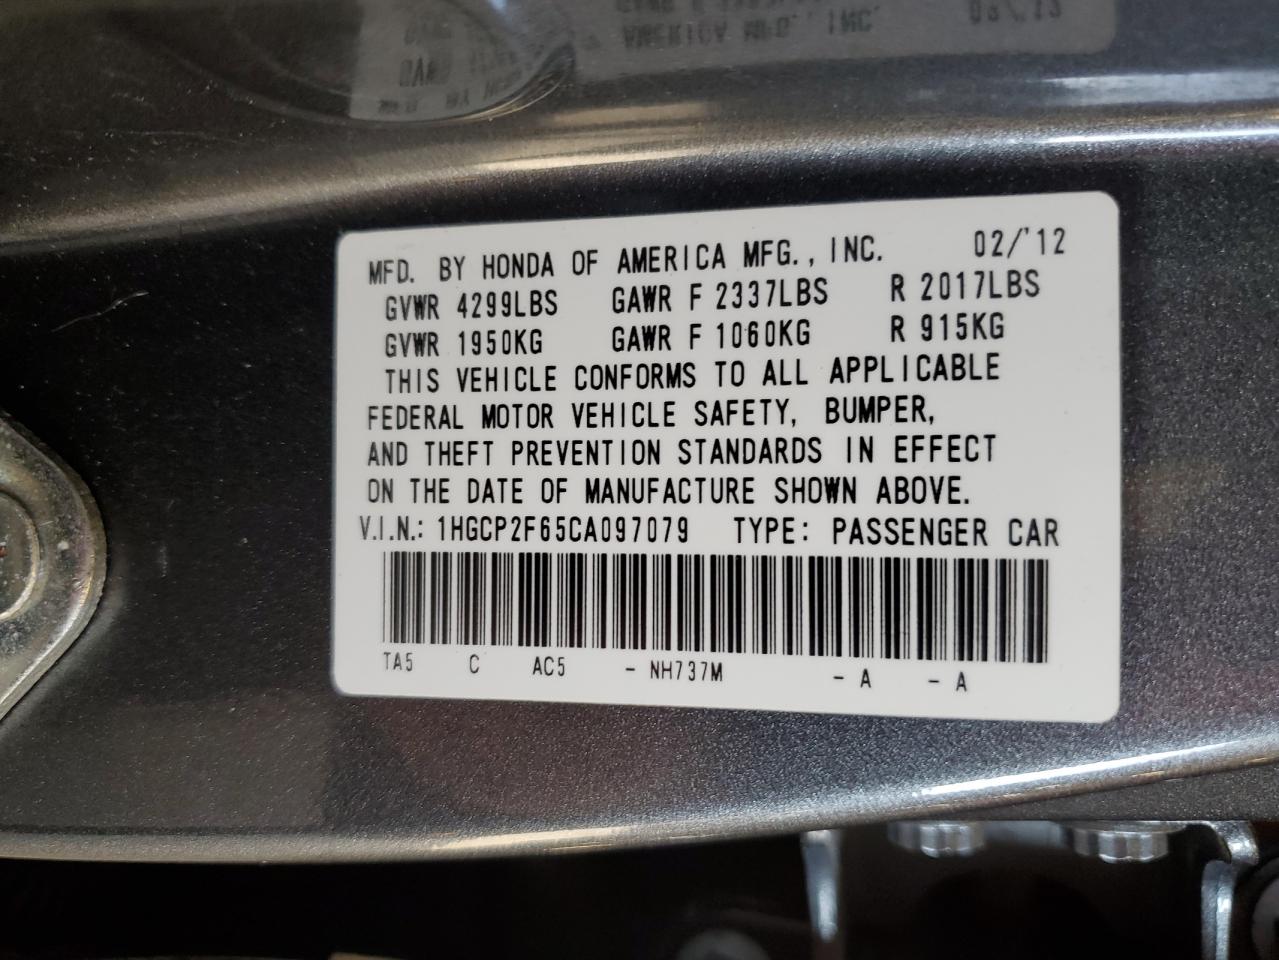 MFD. BY HONDA OF AMERICA MFG., INC. 02/'12
GVWR 4299LBS GAWR F 2337LBS R 2017LBS
GVWR 1950KG GAWR F 1060KG R 915KG
THIS VEHICLE CONFORMS TO ALL APPLICABLE
FEDERAL MOTOR VEHICLE SAFETY, BUMPER,
AND THEFT PREVENTION STANDARDS IN EFFECT
ON THE DATE OF MANUFACTURE SHOWN ABOVE.
V.I.N.: 1HGCP2F65CA097079 TYPE: PASSENGER CAR
TA5 C AC5 - NH737M - A - A